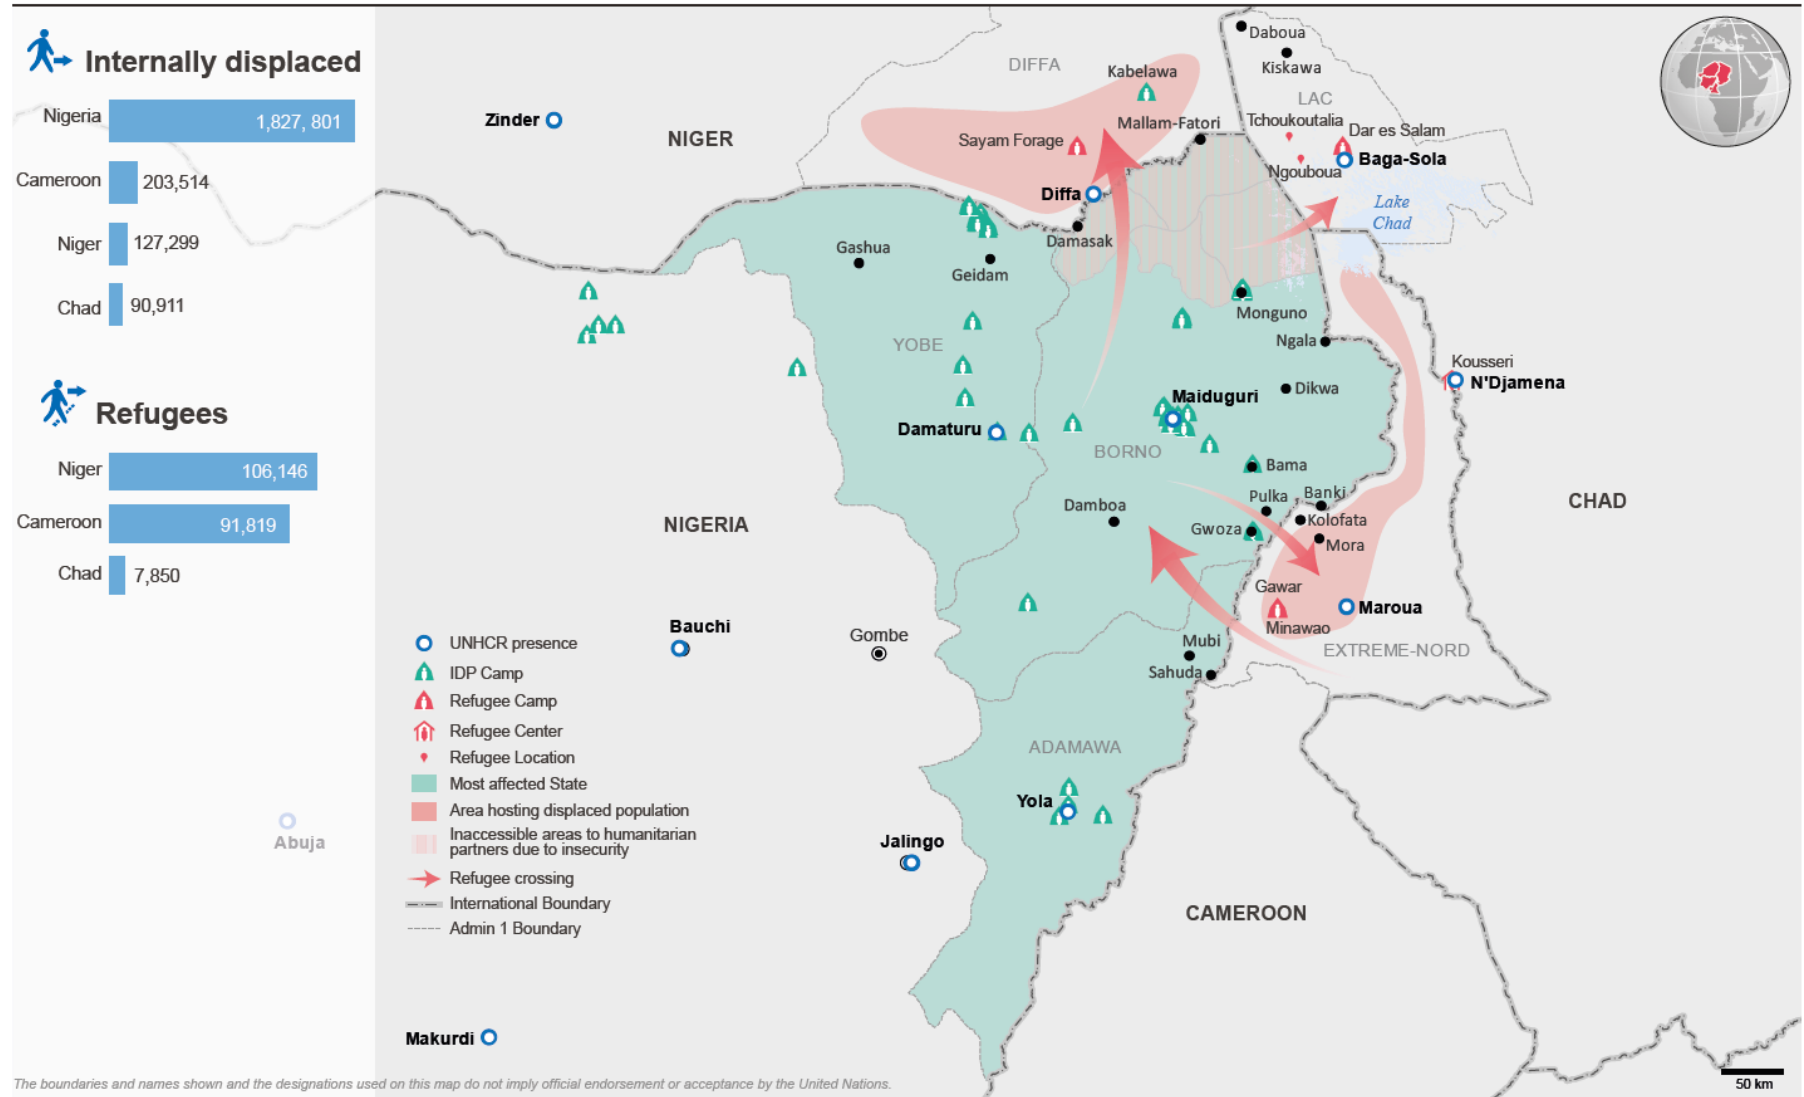 Internally displaced
Nigeria
1,827, 801
Cameroon
203,514
Niger
127,299
Chad
90,911
Refugees
Niger
106,146
Cameroon
91,819
Chad
7,850
Abuja
Daboua
Kiskawa
DIFFA
Kabelawa
LAC
Zinder
NIGER
Mallam-Fatori
Tchoukoutalia
Sayam Forage
Dar es Salam
Baga-Sola
Ngouboua
Diffa
Lake
Chad
Damasak
Gashua
Geidam
Monguno
YOBE
Ngala
Kousseri
N'Djamena
Dikwa
Maiduguri
Damaturu
BORNO
Bama
Pulka
Banki
Damboa
CHAD
NIGERIA
Gwoza
Kolofata
Mora
Gawar
Maroua
Minawao
Bauchi
Gombe
Mubi
EXTREME-NORD
Sahuda
ADAMAWA
Yola
Jalingo
CAMEROON
Makurdi
UNHCR presence
IDP Camp
Refugee Camp
Refugee Center
Refugee Location
Most affected State
Area hosting displaced population
Inaccessible areas to humanitarian
partners due to insecurity
Refugee crossing
International Boundary
Admin 1 Boundary
50 km
The boundaries and names shown and the designations used on this map do not imply official endorsement or acceptance by the United Nations.